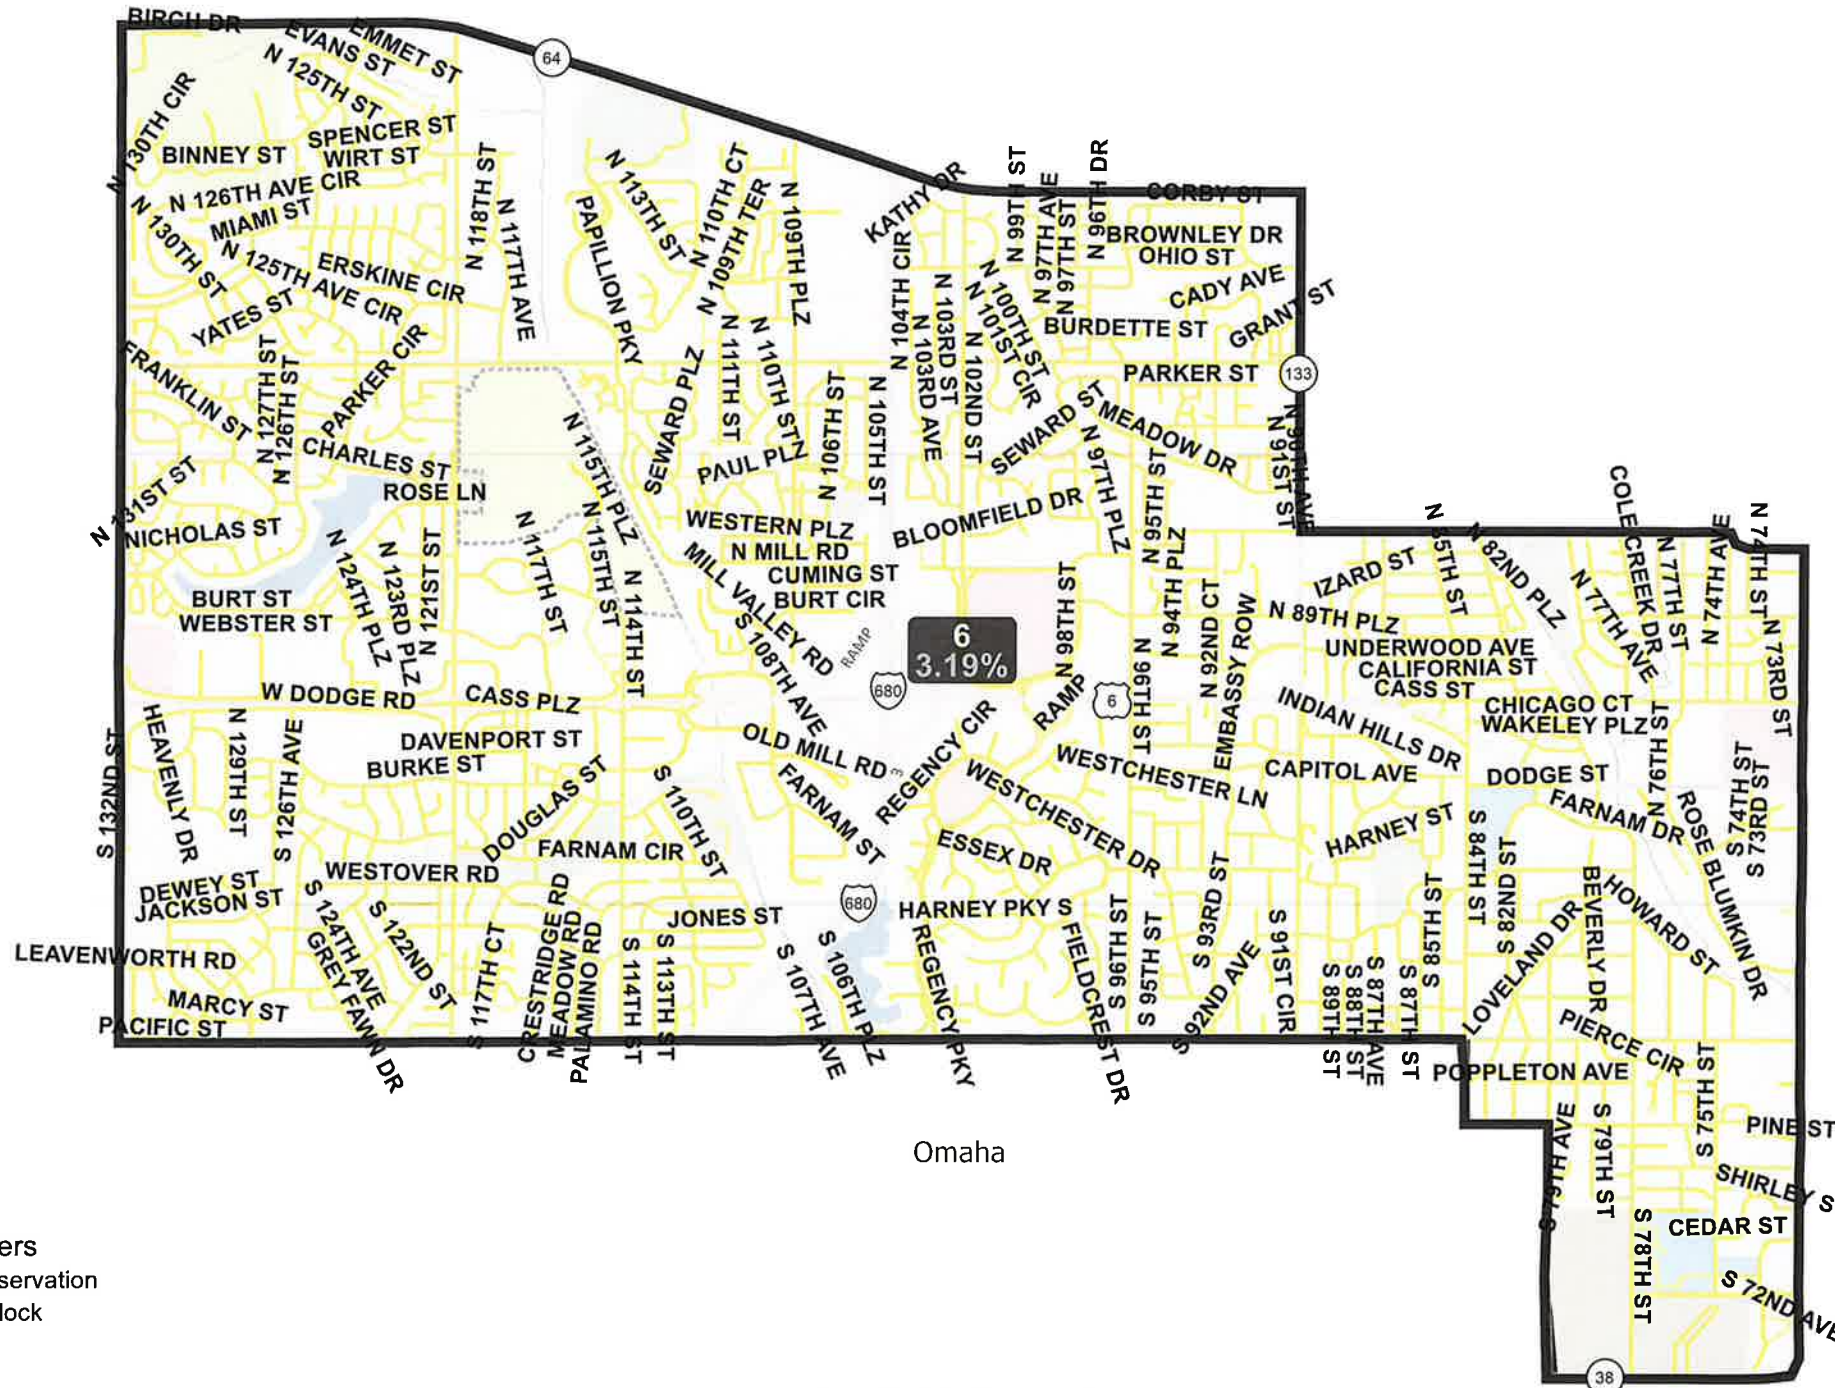 BIRCH DR
EVANS ST
EMMET ST
N 125TH ST
64
N 130TH CIR
SPENCER ST
BINNEY ST
WIRT ST
N 126TH AVE CIR
MIAMI ST
N 130TH ST
N 125TH AVE CIR
ERSKINE CIR
YATES ST
N 118TH ST
N 117TH AVE
PAPILLION PKY
N 113TH ST
N 110TH CT
N 109TH TER
N 109TH PLZ
KATHY DR
N 99TH ST
N 97TH AVE
N 97TH ST
N 96TH DR
CORBY ST
BROWNLEY DR
OHIO ST
CADY AVE
GRANT ST
BURDETTE ST
PARKER ST
133
N 104TH CIR
N 103RD ST
N 103RD AVE
N 102ND ST
N 100TH ST
N 101ST CIR
FRANKLIN ST
N 127TH ST
N 126TH ST
PARKER CIR
CHARLES ST
ROSE LN
N 131ST ST
NICHOLAS ST
N 115TH PLZ
SEWARD PLZ
N 111TH ST
N 110TH ST
PAUL PLZ
N 106TH ST
N 105TH ST
SEWARD ST
MEADOW DR
N 97TH PLZ
N 95TH ST
N 91ST ST
N 90TH AVE
BLOOMFIELD DR
WESTERN PLZ
N MILL RD
CUMING ST
BURT CIR
MILL VALLEY RD
S 108TH AVE
RAMP
BURT ST
WEBSTER ST
N 124TH PLZ
N 123RD PLZ
N 121ST ST
N 117TH ST
N 115TH ST
N 114TH ST
6
3.19%
680
N 98TH ST
N 96TH ST
N 94TH PLZ
N 92ND CT
EMBASSY ROW
N 89TH PLZ
IZARD ST
N 85TH ST
N 82ND PLZ
COLE CREEK DR
N 77TH AVE
N 77TH ST
N 74TH AVE
N 74TH ST
N 73RD ST
UNDERWOOD AVE
CALIFORNIA ST
CASS ST
CHICAGO CT
WAKELEY PLZ
INDIAN HILLS DR
W DODGE RD
CASS PLZ
RAMP
6
S 132ND ST
HEAVENLY DR
N 129TH ST
S 126TH AVE
DAVENPORT ST
BURKE ST
DOUGLAS ST
OLD MILL RD
REGENCY CIR
WESTCHESTER LN
CAPITOL AVE
DODGE ST
N 76TH ST
S 74TH ST
S 73RD ST
FARNAM ST
WESTCHESTER DR
HARNEY ST
FARNAM DR
ROSE BLUMKIN DR
S 110TH ST
FARNAM CIR
WESTOVER RD
ESSEX DR
S 84TH ST
S 82ND ST
DEWEY ST
JACKSON ST
JONES ST
680
HARNEY PKY S
S 93RD ST
S 85TH ST
BEVERLY DR
HOWARD ST
LOVELAND DR
LEAVENWORTH RD
MARCY ST
PACIFIC ST
S 124TH AVE
GREY FAWN DR
S 122ND ST
S 117TH CT
CRESTRIDGE RD
MEADOW RD
PALAMINO RD
S 114TH ST
S 113TH ST
S 107TH AVE
S 106TH PLZ
REGENCY PKY
FIELDCREST DR
S 96TH ST
S 95TH ST
S 92ND AVE
S 91ST CIR
S 89TH ST
S 88TH ST
S 87TH AVE
S 87TH ST
PIERCE CIR
POPPLETON AVE
S 75TH ST
PINE ST
S 79TH AVE
S 79TH ST
SHIRLEY S
S 78TH ST
CEDAR ST
S 72ND AVE
38
Omaha
ers
servation
lock